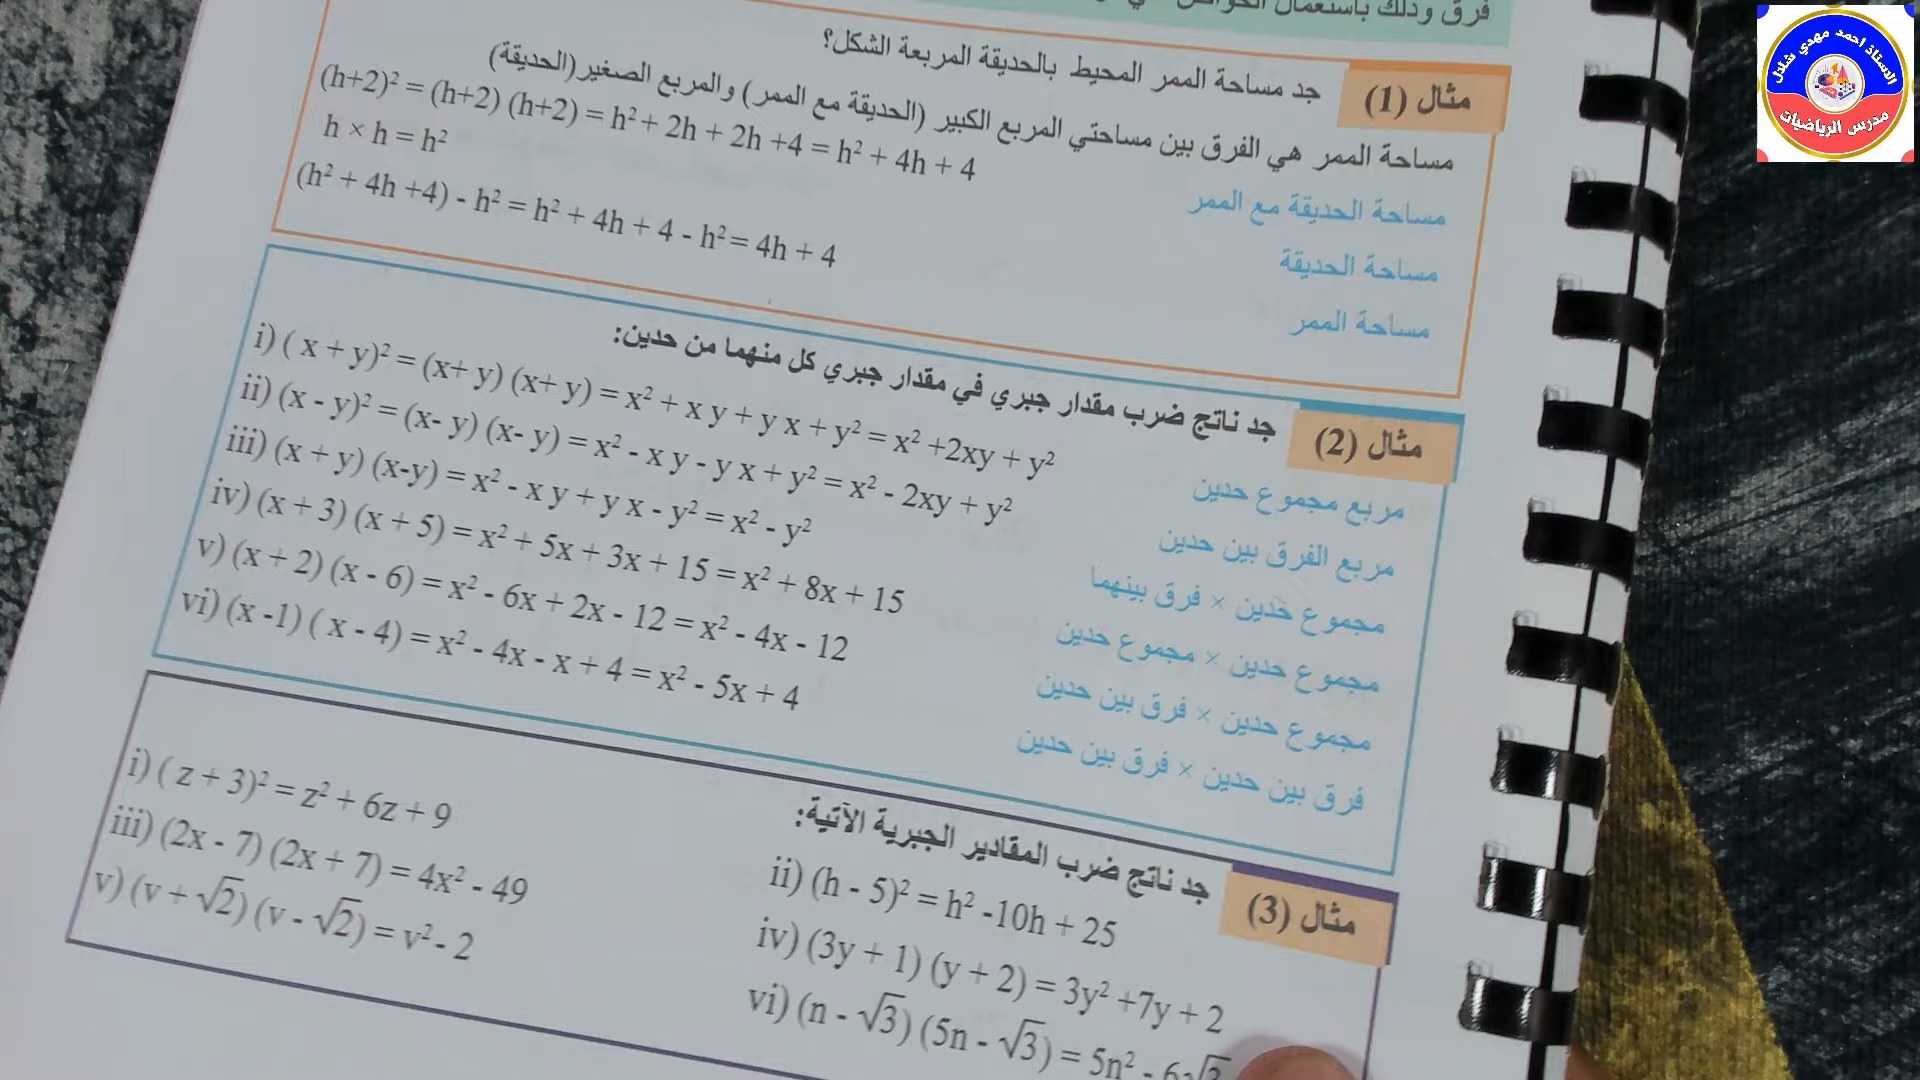 فرق وذلك باستعمال
مثال (1) جد مساحة الممر المحيط بالحديقة المربعة الشكل؟
مساحة الممر هي الفرق بين مساحتي المربع الكبير (الحديقة مع الممر) والمربع الصغير(الحديقة)
(h+2)² = (h+2) (h+2) = h² + 2h + 2h +4 = h² + 4h + 4 مساحة الحديقة مع الممر
h × h = h² مساحة الحديقة
(h² + 4h +4) - h² = h² + 4h + 4 - h² = 4h + 4 مساحة الممر
مثال (2) جد ناتج ضرب مقدار جبري في مقدار جبري كل منهما من حدين:
i) ( x + y)² = (x+ y) (x+ y) = x² + x y + y x + y² = x² +2xy + y² مربع مجموع حدين
ii) (x - y)² = (x- y) (x- y) = x² - x y - y x + y² = x² - 2xy + y² مربع الفرق بين حدين
iii) (x + y) (x-y) = x² - x y + y x - y² = x² - y² مجموع حدين × فرق بينهما
iv) (x + 3) (x + 5) = x² + 5x + 3x + 15 = x² + 8x + 15 مجموع حدين × مجموع حدين
v) (x + 2) (x - 6) = x² - 6x + 2x - 12 = x² - 4x - 12 مجموع حدين × فرق بين حدين
vi) (x -1) ( x - 4) = x² - 4x - x + 4 = x² - 5x + 4 فرق بين حدين × فرق بين حدين
مثال (3) جد ناتج ضرب المقادير الجبرية الآتية:
i) ( z + 3)² = z² + 6z + 9 ii) (h - 5)² = h² -10h + 25
iii) (2x - 7) (2x + 7) = 4x² - 49 iv) (3y + 1) (y + 2) = 3y² +7y + 2
v) (v + √2) (v - √2) = v² - 2 vi) (n - √3) (5n - √3) = 5n² - 6√3
الاستاذ احمد مهدي شلال
مدرس الرياضيات